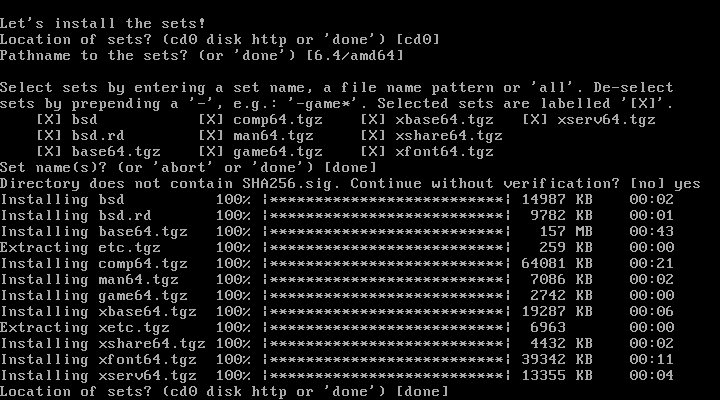 Let's install the sets!
Location of sets? (cd0 disk http or 'done') [cd0]
Pathname to the sets? (or 'done') [6.4/amd64]

Select sets by entering a set name, a file name pattern or 'all'. De-select
sets by prepending a '-', e.g.: '-game*'. Selected sets are labelled '[X]'.
    [X] bsd           [X] comp64.tgz    [X] xbase64.tgz   [X] xserv64.tgz
    [X] bsd.rd        [X] man64.tgz     [X] xshare64.tgz
    [X] base64.tgz    [X] game64.tgz    [X] xfont64.tgz
Set name(s)? (or 'abort' or 'done') [done]
Directory does not contain SHA256.sig. Continue without verification? [no] yes
Installing bsd          100% |**************************| 14987 KB    00:02
Installing bsd.rd       100% |**************************|  9782 KB    00:01
Installing base64.tgz   100% |**************************|   157 MB    00:43
Extracting etc.tgz      100% |**************************|   259 KB    00:00
Installing comp64.tgz   100% |**************************| 64081 KB    00:21
Installing man64.tgz    100% |**************************|  7086 KB    00:02
Installing game64.tgz   100% |**************************|  2742 KB    00:00
Installing xbase64.tgz  100% |**************************| 19287 KB    00:06
Extracting xetc.tgz     100% |**************************|  6963       00:00
Installing xshare64.tgz 100% |**************************|  4432 KB    00:02
Installing xfont64.tgz  100% |**************************| 39342 KB    00:11
Installing xserv64.tgz  100% |**************************| 13355 KB    00:04
Location of sets? (cd0 disk http or 'done') [done]